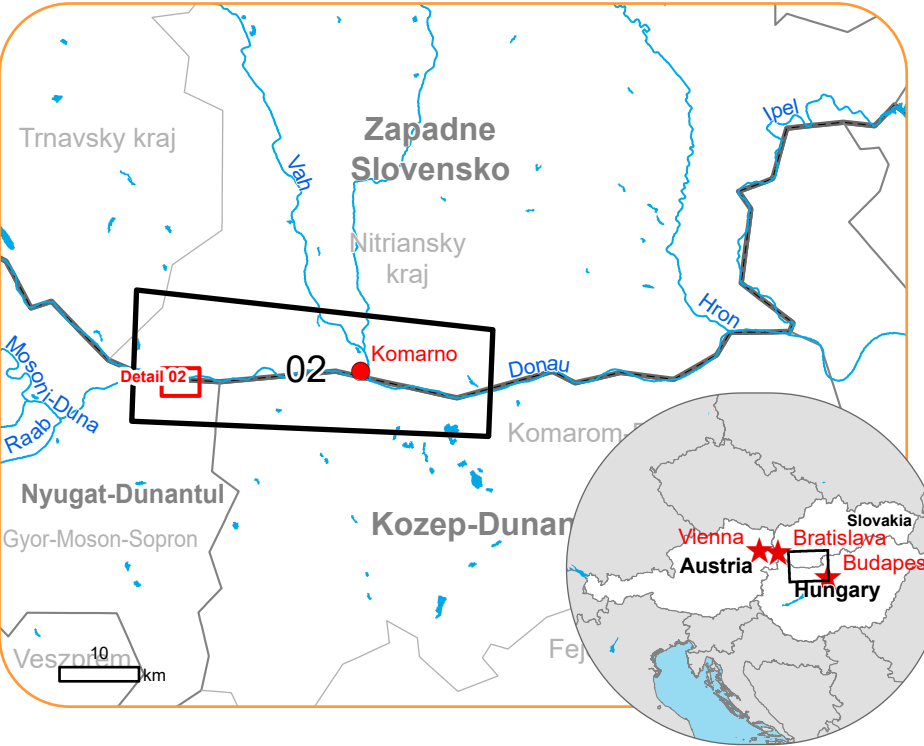 Ipel
Trnavsky kraj
Zapadne
Slovensko
Vah
Nitriansky
kraj
Hron
Komarno
02
Donau
Detail 02
Mosoni-Duna
Raab
Komarom-
Nyugat-Dunantul
Gyor-Moson-Sopron
Kozep-Dunan
Slovakia
Vienna
Bratislava
Austria
Budapes
Hungary
Fej
Veszprem
10
km